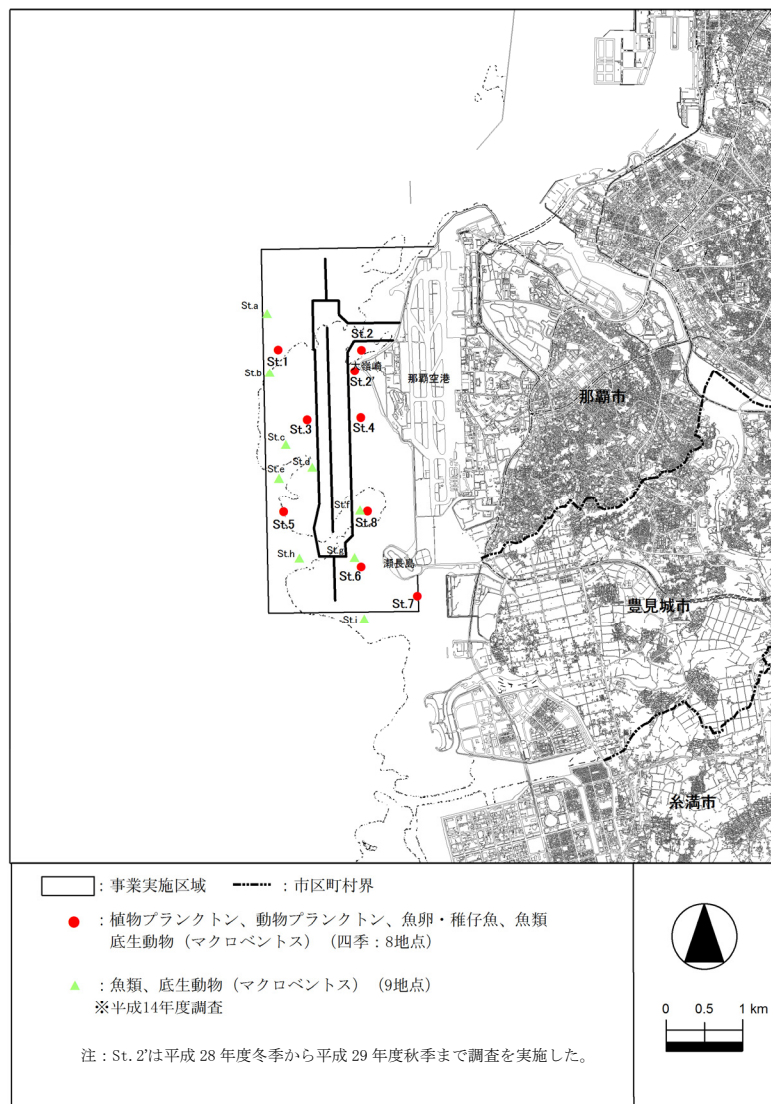 St.a
St.2
St.1
大嶺崎
St.b
St.2'
那覇空港
那覇市
St.3
St.4
St.c
St.d
St.e
St.f
St.5
St.8
St.g
St.h
St.6
瀬長島
St.7
豊見城市
St.i
糸満市
：事業実施区域
：市区町村界
：植物プランクトン、動物プランクトン、魚卵・稚仔魚、魚類
底生動物（マクロベントス）（四季：8地点）
：魚類、底生動物（マクロベントス）（9地点）
※平成14年度調査
注：St. 2'は平成 28 年度冬季から平成 29 年度秋季まで調査を実施した。
0 0.5 1 km